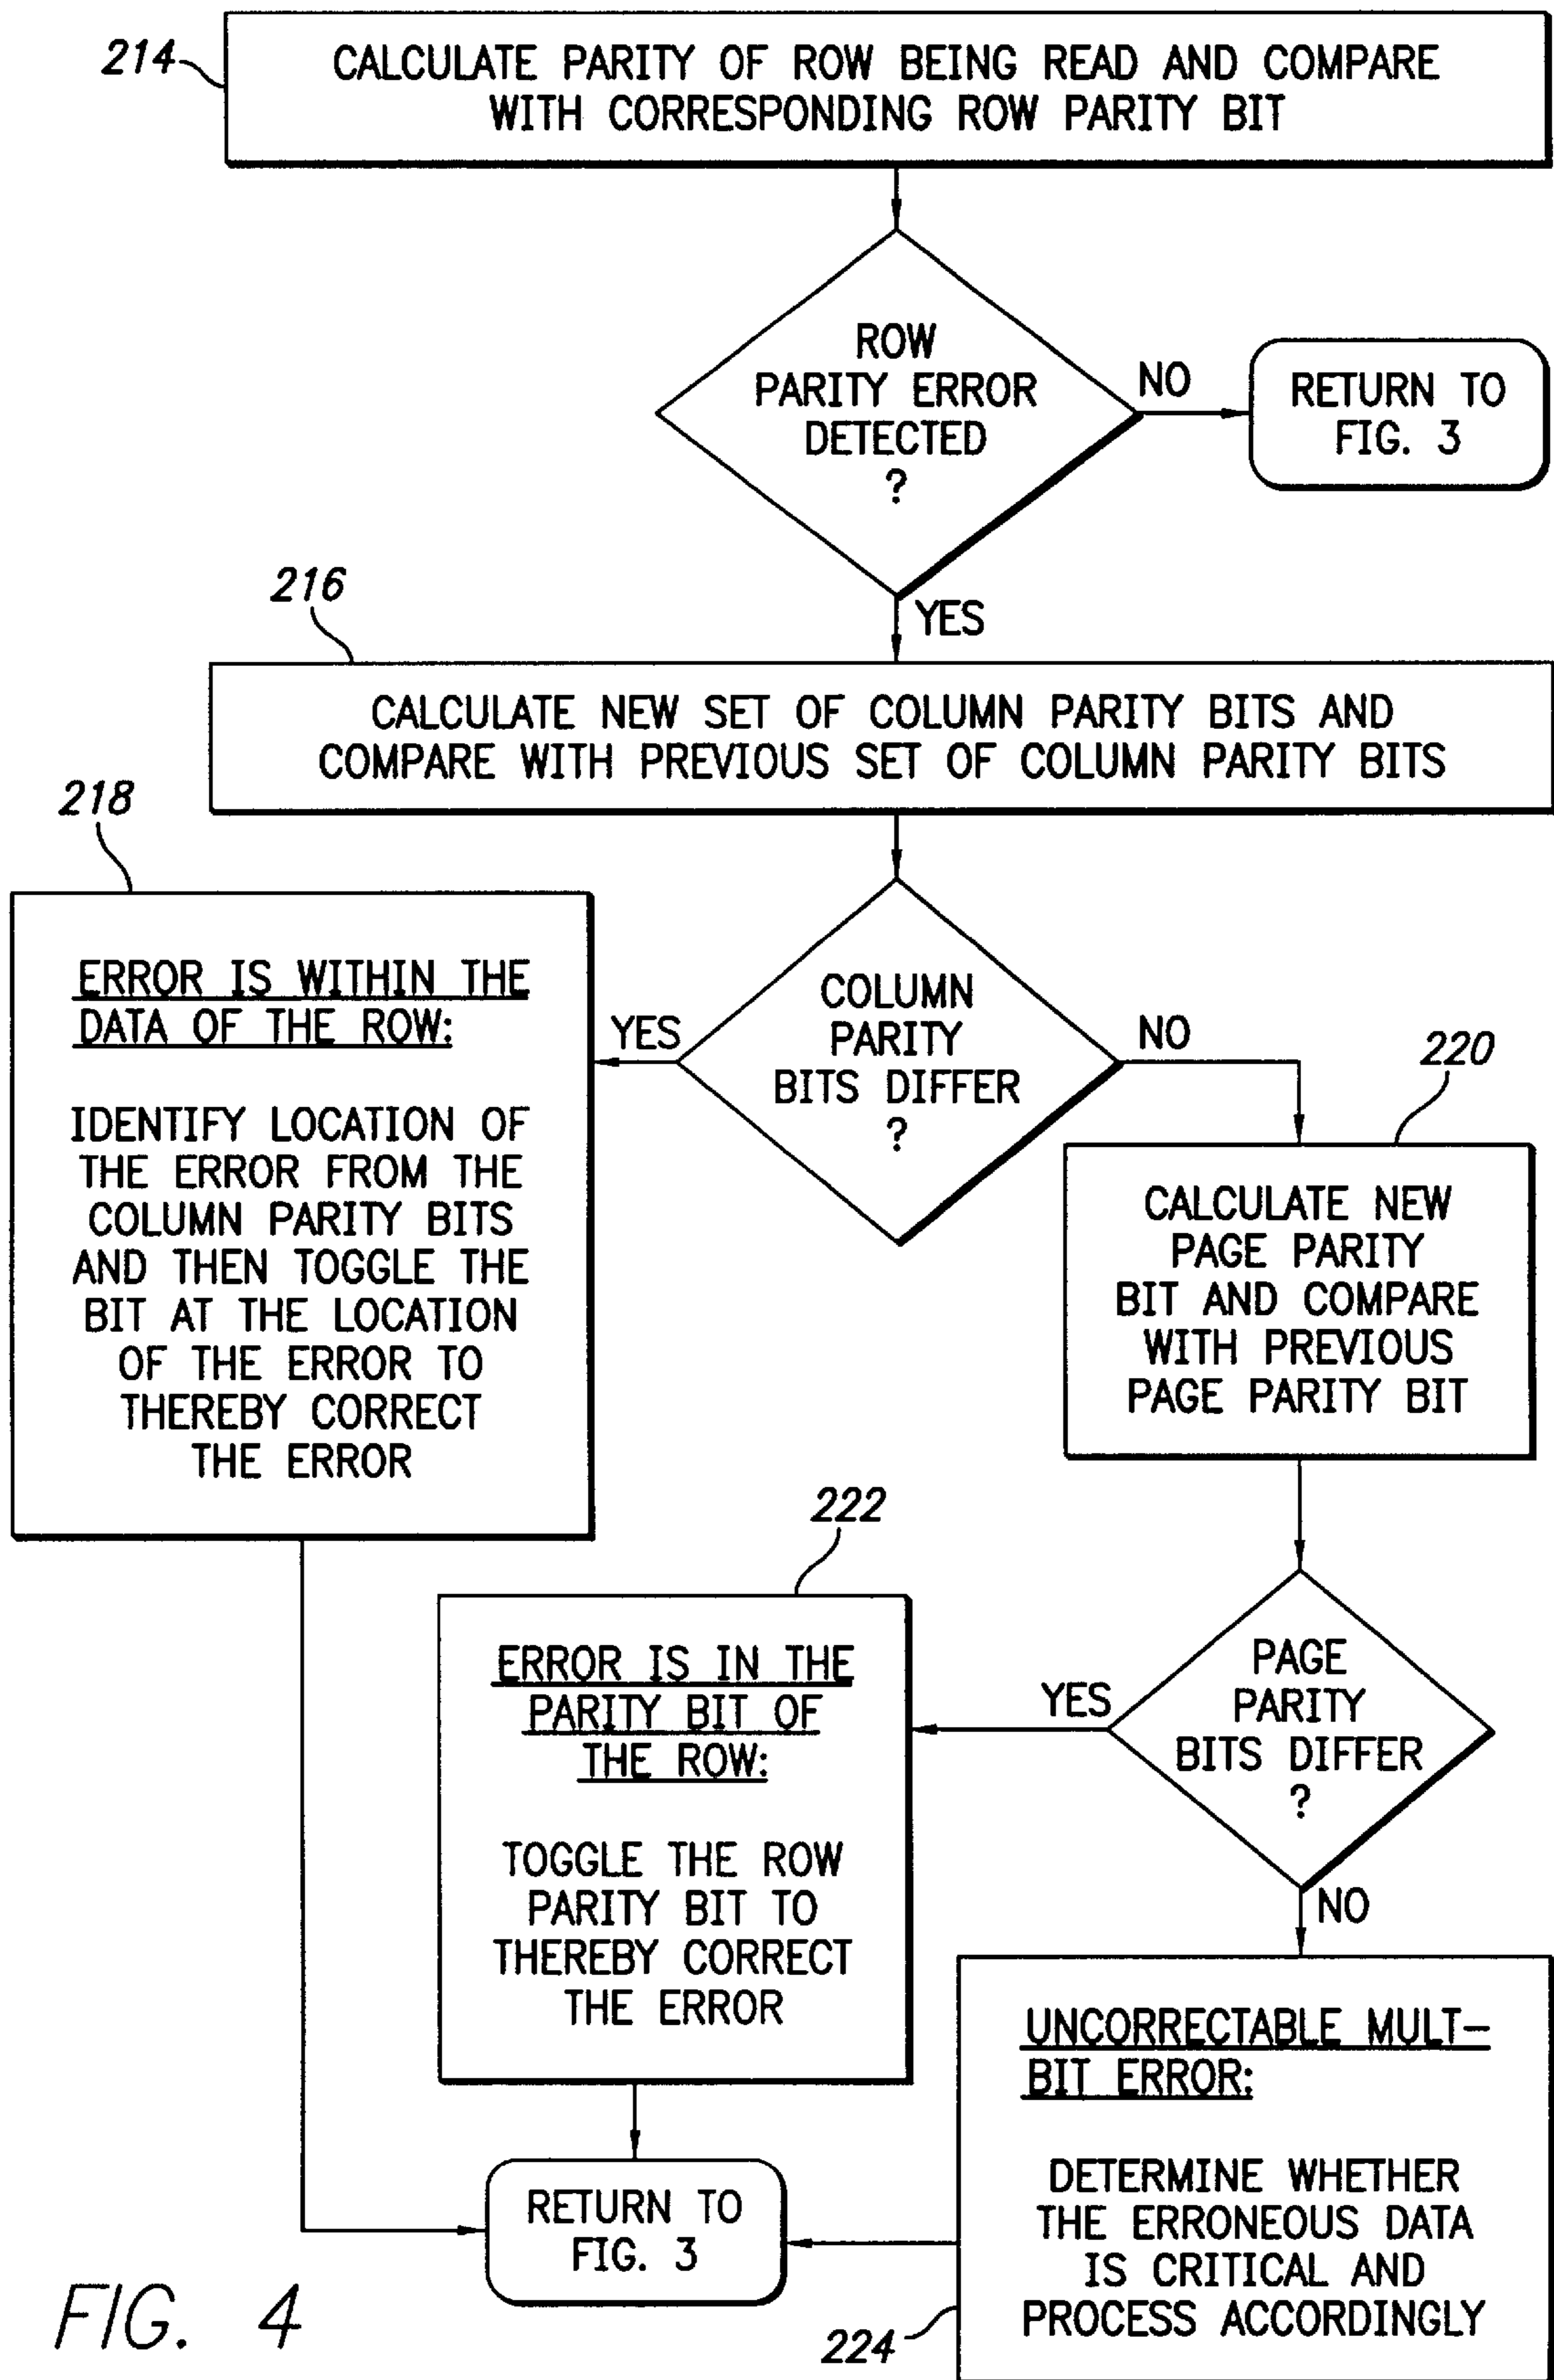 214
CALCULATE PARITY OF ROW BEING READ AND COMPARE
WITH CORRESPONDING ROW PARITY BIT
ROW
PARITY ERROR
DETECTED
?
NO
RETURN TO
FIG. 3
YES
216
CALCULATE NEW SET OF COLUMN PARITY BITS AND
COMPARE WITH PREVIOUS SET OF COLUMN PARITY BITS
218
ERROR IS WITHIN THE
DATA OF THE ROW:
IDENTIFY LOCATION OF
THE ERROR FROM THE
COLUMN PARITY BITS
AND THEN TOGGLE THE
BIT AT THE LOCATION
OF THE ERROR TO
THEREBY CORRECT
THE ERROR
YES
COLUMN
PARITY
BITS DIFFER
?
NO
220
CALCULATE NEW
PAGE PARITY
BIT AND COMPARE
WITH PREVIOUS
PAGE PARITY BIT
222
ERROR IS IN THE
PARITY BIT OF
THE ROW:
TOGGLE THE ROW
PARITY BIT TO
THEREBY CORRECT
THE ERROR
YES
PAGE
PARITY
BITS DIFFER
?
NO
UNCORRECTABLE MULT-
BIT ERROR:
DETERMINE WHETHER
THE ERRONEOUS DATA
IS CRITICAL AND
PROCESS ACCORDINGLY
224
RETURN TO
FIG. 3
FIG. 4